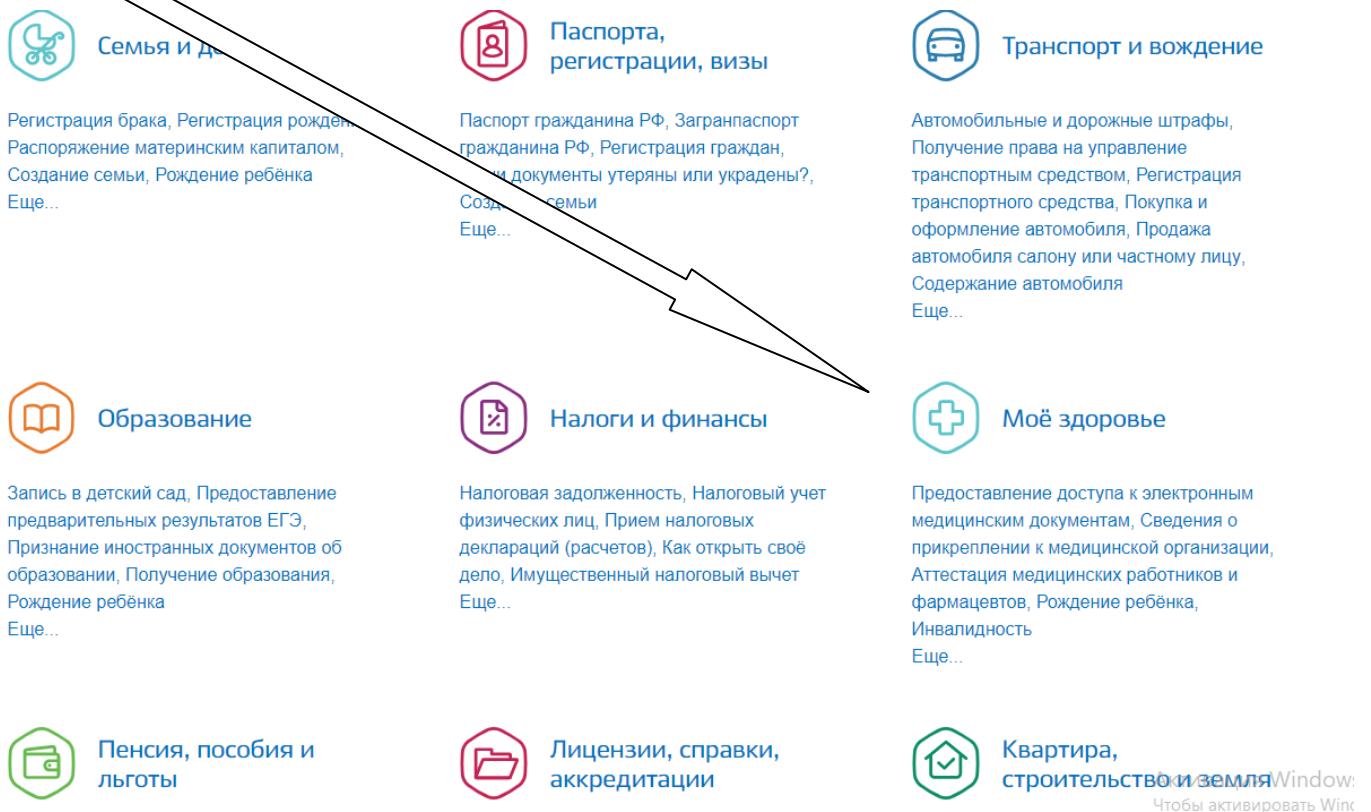 Семья и
Паспорта,
регистрации, визы
Транспорт и вождение
Регистрация брака, Регистрация
Распоряжение материнским капиталом,
Создание семьи, Рождение ребёнка
Еще...
Паспорт гражданина РФ, Загранпаспорт
гражданина РФ, Регистрация граждан,
документы утеряны или украдены?,
семьи
Еще...
Автомобильные и дорожные штрафы,
Получение права на управление
транспортным средством, Регистрация
транспортного средства, Покупка и
оформление автомобиля, Продажа
автомобиля салону или частному лицу,
Содержание автомобиля
Еще...
Образование
Налоги и финансы
Моё здоровье
Запись в детский сад, Предоставление
предварительных результатов ЕГЭ,
Признание иностранных документов об
образовании, Получение образования,
Рождение ребёнка
Еще...
Налоговая задолженность, Налоговый учет
физических лиц, Прием налоговых
деклараций (расчетов), Как открыть своё
дело, Имущественный налоговый вычет
Еще...
Предоставление доступа к электронным
медицинским документам, Сведения о
прикреплении к медицинской организации,
Аттестация медицинских работников и
фармацевтов, Рождение ребёнка,
Инвалидность
Еще...
Пенсия, пособия и
льготы
Лицензии, справки,
аккредитации
Квартира,
строительство и земля
Windows
Чтобы активировать Wind